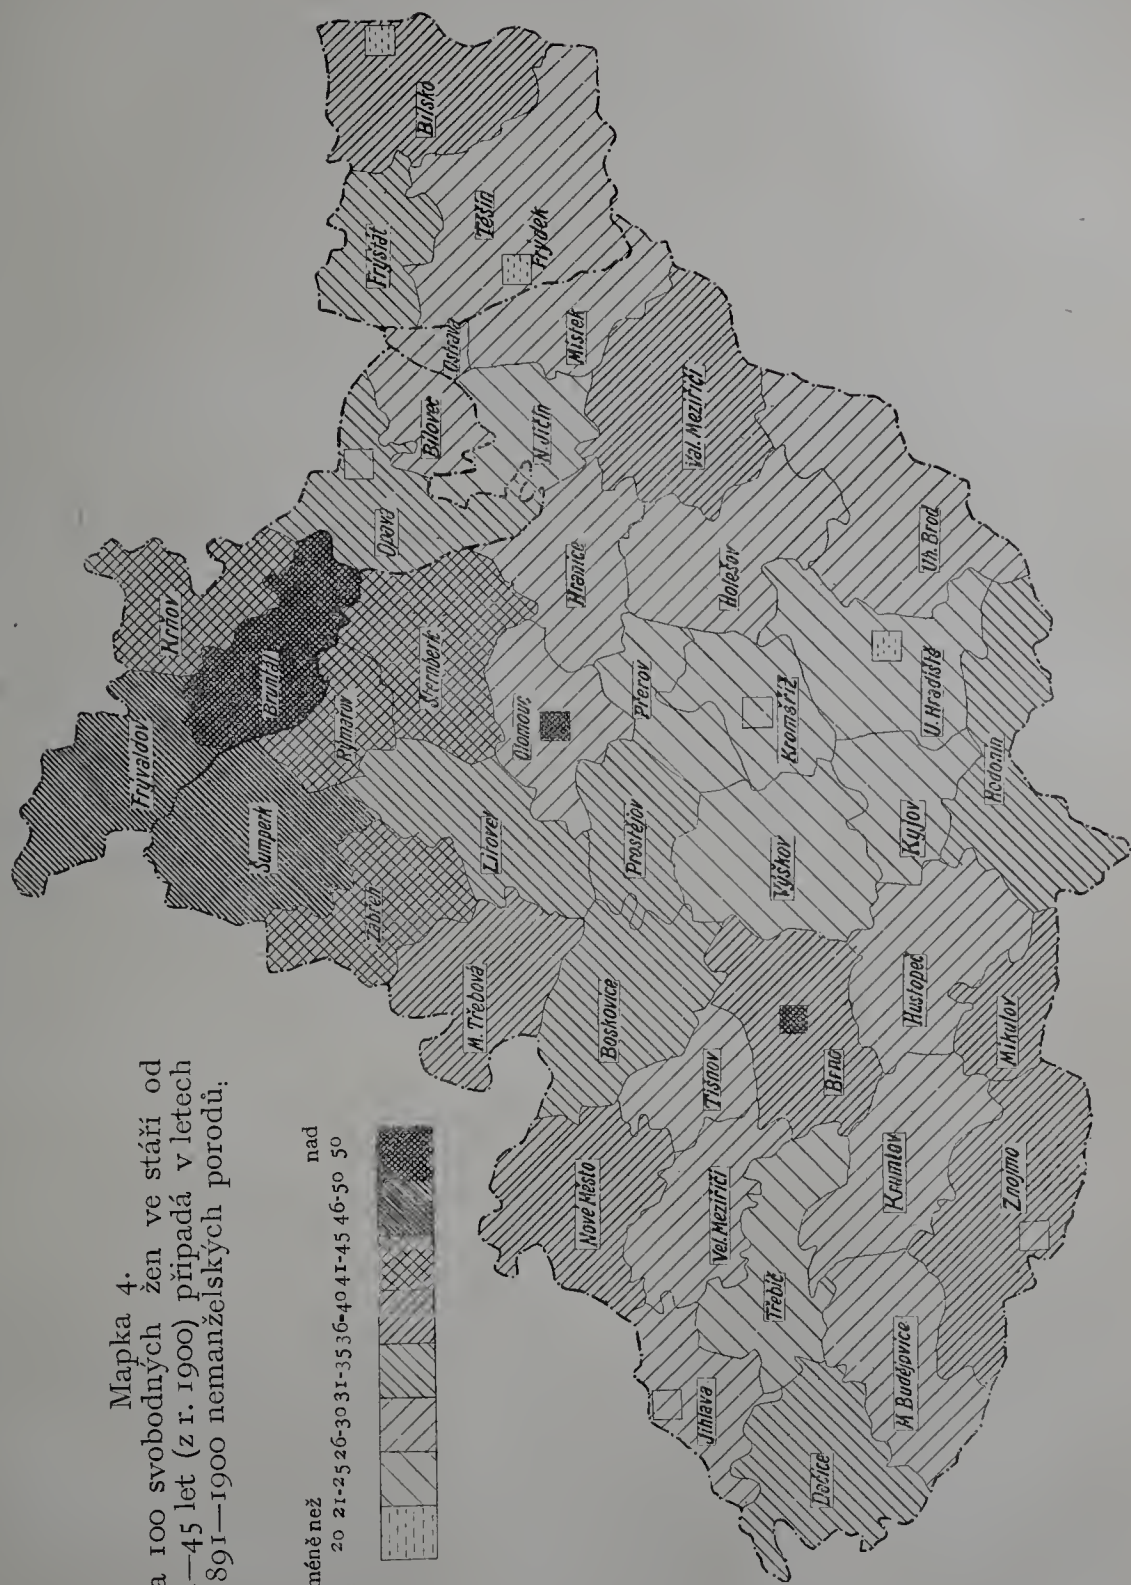 Mapka 4.
a 100 svobodných žen ve stáří od
—45 let (z r. 1900) připadá v letech
891—1900 nemanželských porodů.
méně než
nad
20 21-25 26-30 31-35 36-40 41-45 46-50 50
Frývaldov
Krňov
Bruntál
Šumperk
Rýmařov
Zábřeh
Šternberk
Opava
Bílovec
Ostrava
Fryštát
Bílsko
Těšín
Frýdek
Místek
N. Jičín
Litovel
M. Třebová
Olomouc
Hranice
Val. Meziříčí
Přerov
Holešov
Prostějov
Boskovice
Kroměříž
Vyškov
Nové Město
Tišnov
Brno
Vel. Meziříčí
Jihlava
Třebíč
Dačice
M Budějovice
Krumlov
Znojmo
Mikulov
Hustopeč
Kyjov
Hodonín
U. Hradiště
Uh. Brod